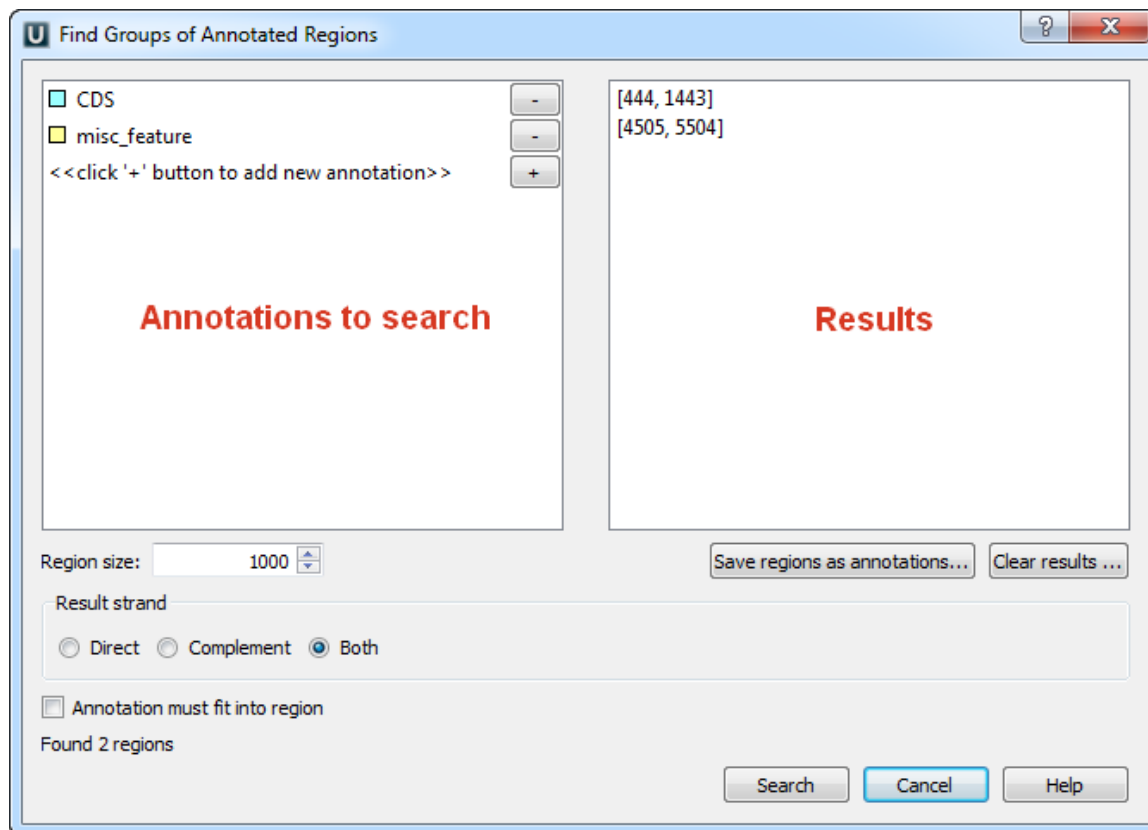 U Find Groups of Annotated Regions ? X
CDS -
misc_feature -
<<click '+' button to add new annotation>> +
Annotations to search
[444, 1443]
[4505, 5504]
Results
Region size: 1000
Save regions as annotations... Clear results ...
Result strand
Direct Complement Both
Annotation must fit into region
Found 2 regions
Search Cancel Help